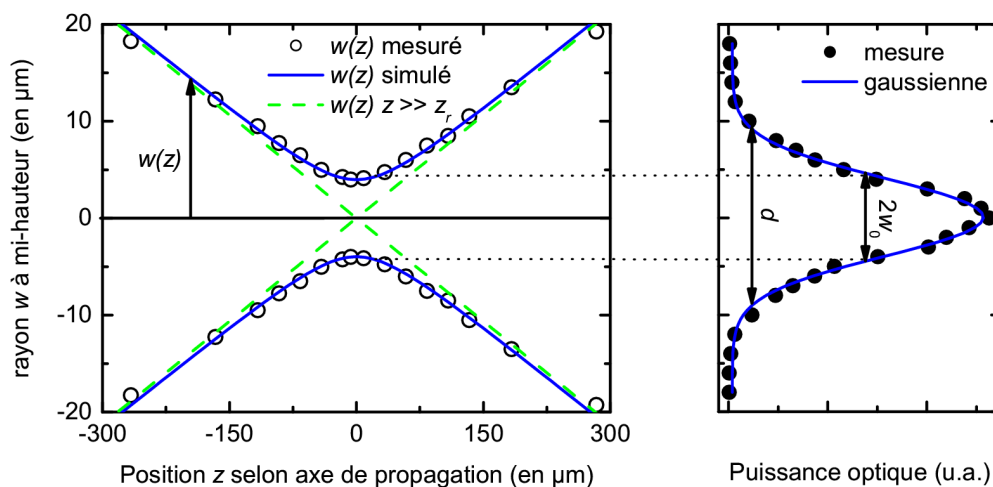 rayon w à mi-hauteur (en µm)
20
10
0
-10
-20
w(z) mesuré
w(z) simulé
w(z) z >> zr
w(z)
-300
-150
0
150
300
Position z selon axe de propagation (en µm)
mesure
gaussienne
d
2w0
Puissance optique (u.a.)